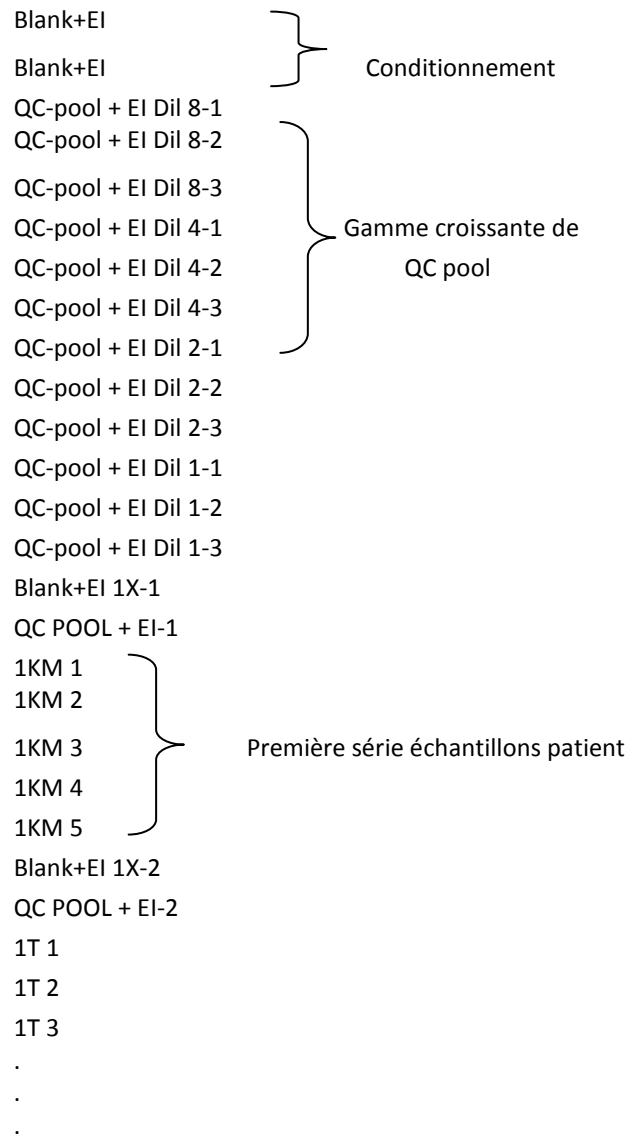 Blank+EI
Blank+EI Conditionnement
QC-pool + EI Dil 8-1
QC-pool + EI Dil 8-2
QC-pool + EI Dil 8-3
QC-pool + EI Dil 4-1 Gamme croissante de
QC-pool + EI Dil 4-2 QC pool
QC-pool + EI Dil 4-3
QC-pool + EI Dil 2-1
QC-pool + EI Dil 2-2
QC-pool + EI Dil 2-3
QC-pool + EI Dil 1-1
QC-pool + EI Dil 1-2
QC-pool + EI Dil 1-3
Blank+EI 1X-1
QC POOL + EI-1
1KM 1
1KM 2
1KM 3 Première série échantillons patient
1KM 4
1KM 5
Blank+EI 1X-2
QC POOL + EI-2
1T 1
1T 2
1T 3
.
.
.